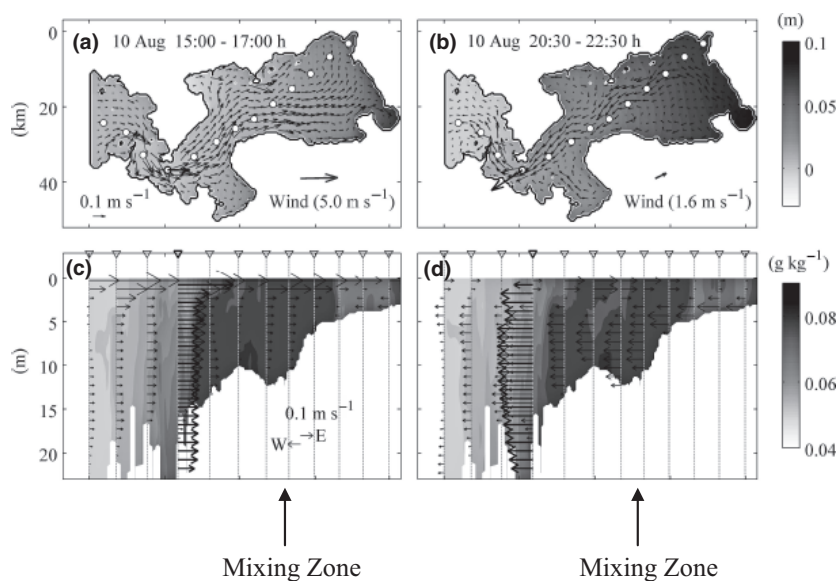 (m)
(a) 10 Aug 15:00 - 17:00 h
(b) 10 Aug 20:30 - 22:30 h
0
20
40
(km)
0.1 m s⁻¹
Wind (5.0 m s⁻¹)
Wind (1.6 m s⁻¹)
0.1
0
(c)
(d)
(g kg⁻¹)
0
5
10
15
20
(m)
0.1 m s⁻¹
W E
0.08
0.06
0.04
Mixing Zone
Mixing Zone